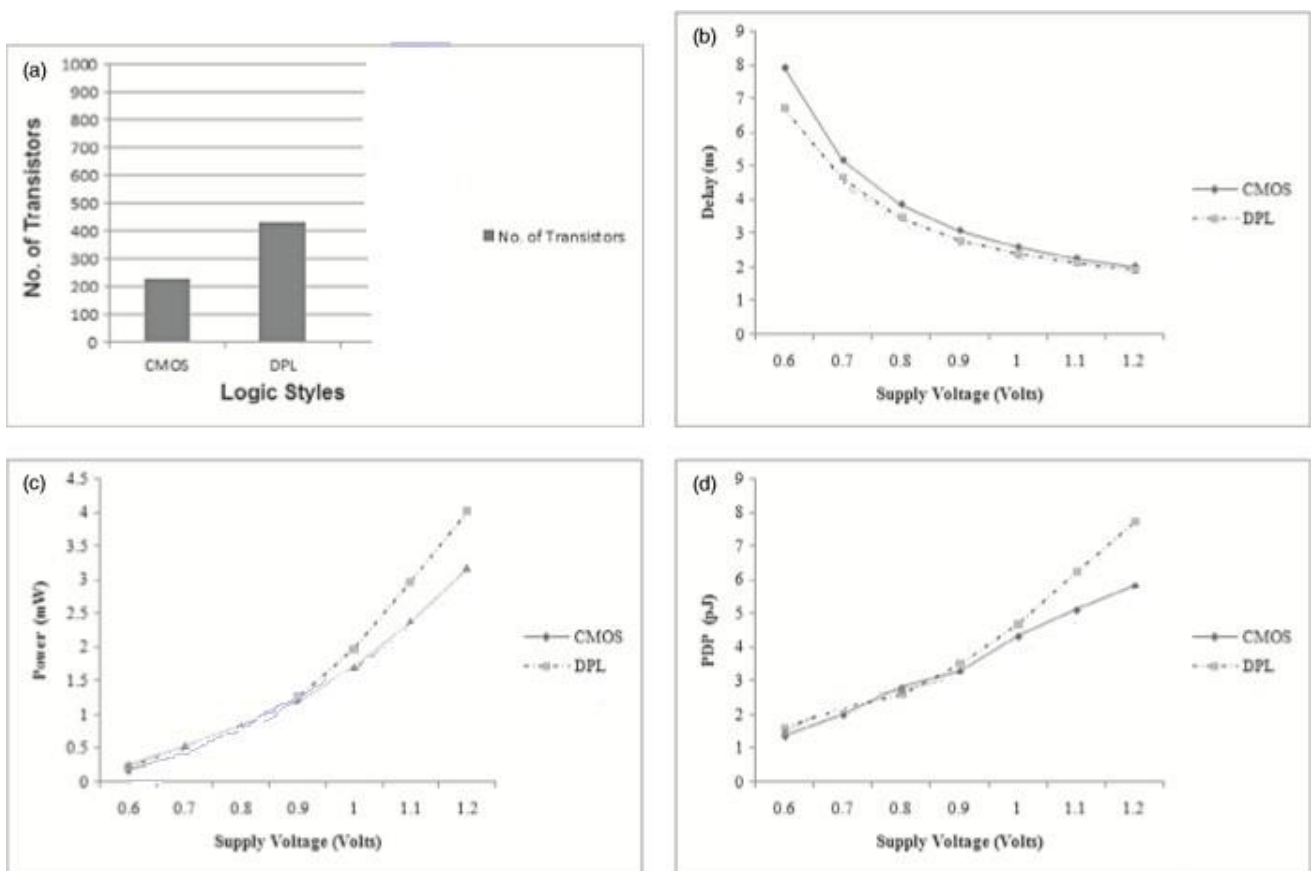 (a)
1000
900
800
700
600
500
400
300
200
100
0
No. of Transistors
CMOS DPL
Logic Styles
No. of Transistors
(b)
9
8
7
6
5
4
3
2
1
0
Delay (ns)
0.6 0.7 0.8 0.9 1 1.1 1.2
Supply Voltage (Volts)
CMOS
DPL
(c)
4.5
4
3.5
3
2.5
2
1.5
1
0.5
0
Power (mW)
0.6 0.7 0.8 0.9 1 1.1 1.2
Supply Voltage (Volts)
CMOS
DPL
(d)
9
8
7
6
5
4
3
2
1
0
PDP (pJ)
0.6 0.7 0.8 0.9 1 1.1 1.2
Supply Voltage (Volts)
CMOS
DPL